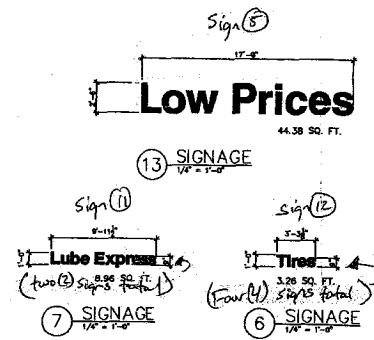 Sign 5
17'-9"
2'-6"
Low Prices
44.38 SQ. FT.
13 SIGNAGE
1/4" = 1'-0"
Sign 11
Lube Express
8.96 SQ. FT.
(two (2) signs total)
7 SIGNAGE
1/4" = 1'-0"
Sign 12
Tires
3.26 SQ. FT.
(Four (4) signs total)
6 SIGNAGE
1/4" = 1'-0"